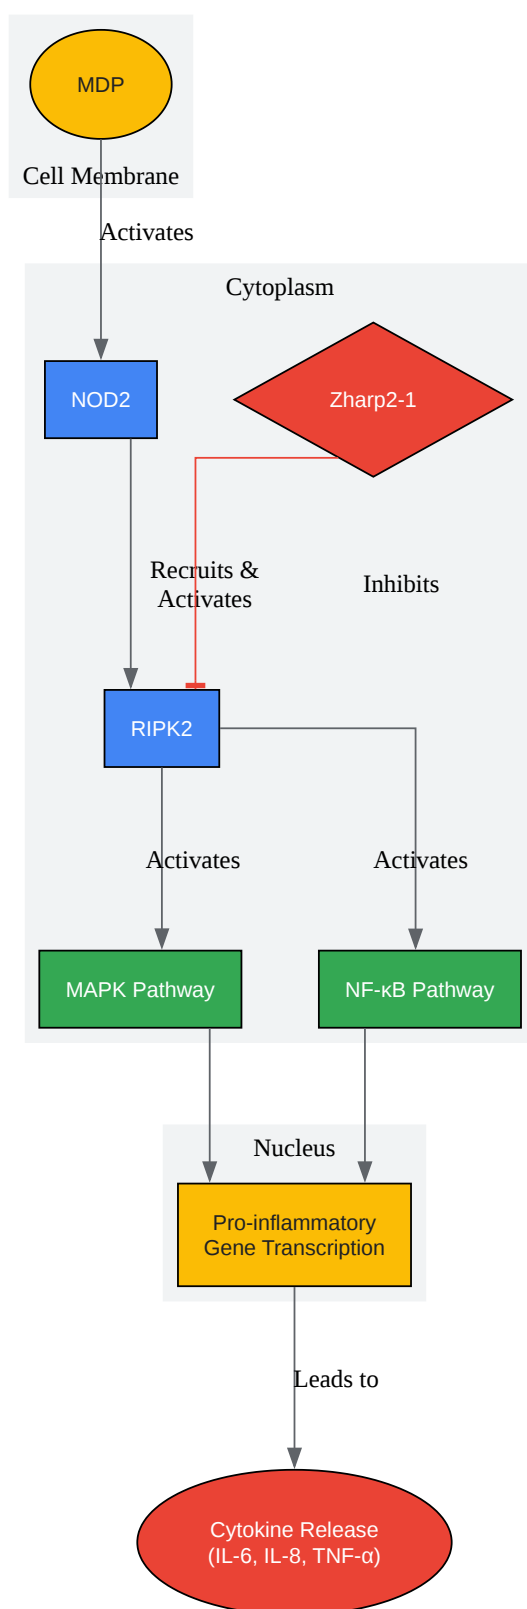 MDP
Cell Membrane
Activates
Cytoplasm
NOD2
Zharp2-1
Recruits &
Activates
Inhibits
RIPK2
Activates
Activates
MAPK Pathway
NF-κB Pathway
Nucleus
Pro-inflammatory
Gene Transcription
Leads to
Cytokine Release
(IL-6, IL-8, TNF-α)